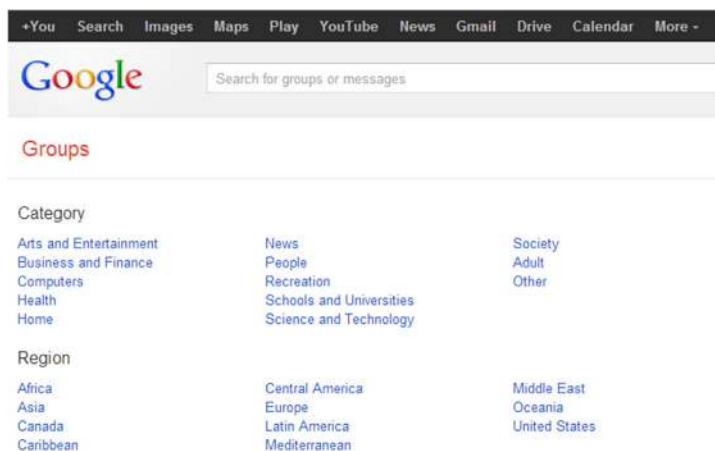 +You Search Images Maps Play YouTube News Gmail Drive Calendar More
Google
Search for groups or messages
Groups
Category
Arts and Entertainment
Business and Finance
Computers
Health
Home
News
People
Recreation
Schools and Universities
Science and Technology
Society
Adult
Other
Region
Africa
Asia
Canada
Caribbean
Central America
Europe
Latin America
Mediterranean
Middle East
Oceania
United States